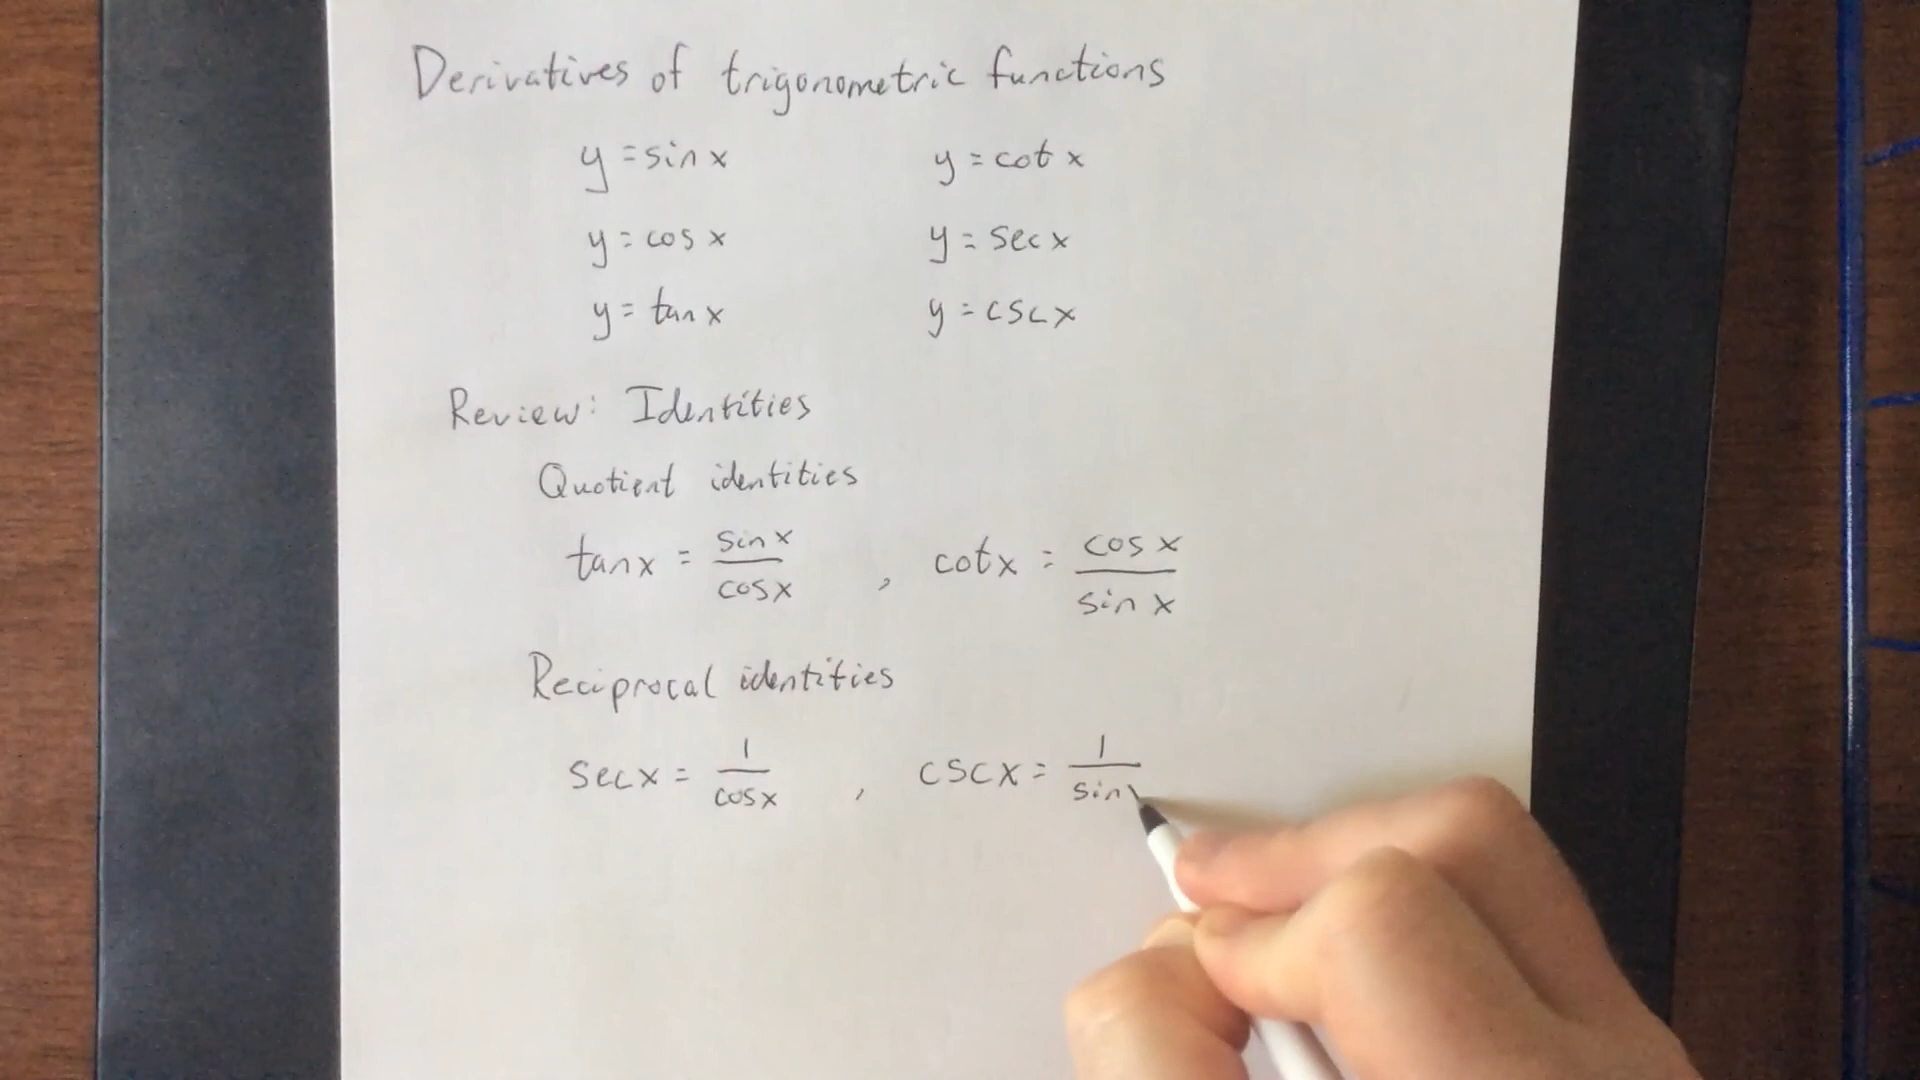 Derivatives of trigonometric functions
y = sin x y = cot x
y = cos x y = sec x
y = tan x y = csc x
Review: Identities
Quotient identities
tan x = sin x / cos x , cot x = cos x / sin x
Reciprocal identities
sec x = 1 / cos x , csc x = 1 / sin